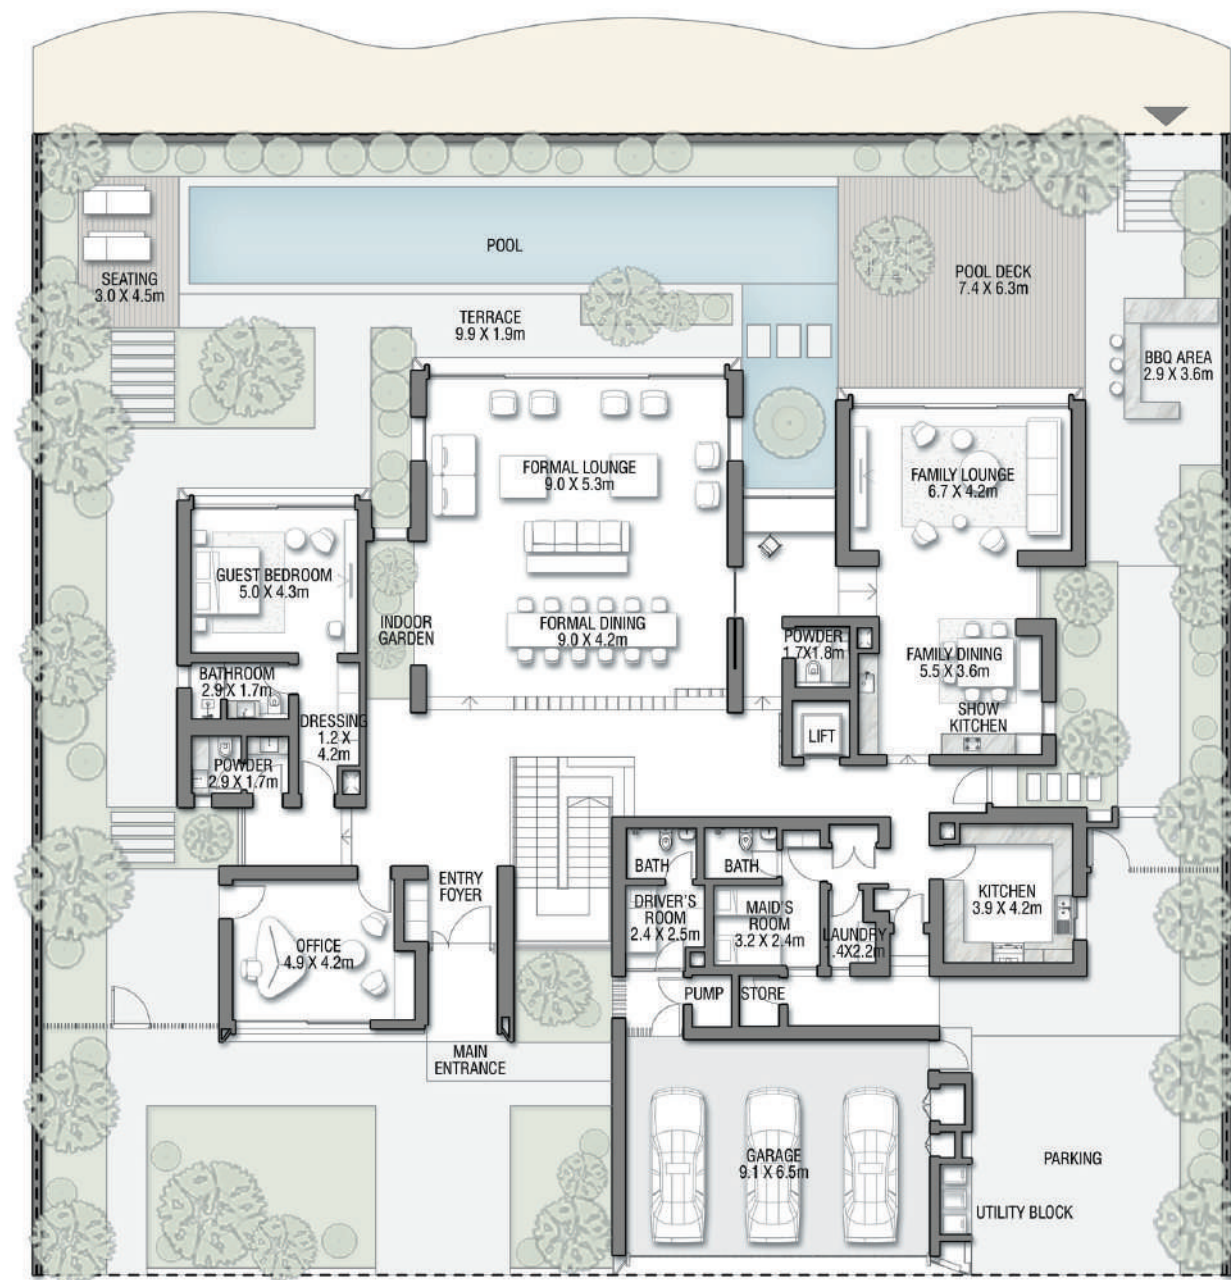 POOL
SEATING
3.0 X 4.5m
POOL DECK
7.4 X 6.3m
TERRACE
9.9 X 1.9m
BBQ AREA
2.9 X 3.6m
FORMAL LOUNGE
9.0 X 5.3m
FAMILY LOUNGE
6.7 X 4.2m
GUEST BEDROOM
5.0 X 4.3m
INDOOR
GARDEN
FORMAL DINING
9.0 X 4.2m
POWDER
1.7X1.8m
FAMILY DINING
5.5 X 3.6m
BATHROOM
2.9 X 1.7m
DRESSING
1.2 X
4.2m
SHOW
KITCHEN
LIFT
POWDER
2.9 X 1.7m
BATH
BATH
ENTRY
FOYER
KITCHEN
3.9 X 4.2m
DRIVER'S
ROOM
2.4 X 2.5m
MAID'S
ROOM
3.2 X 2.4m
LAUNDRY
.4X2.2m
OFFICE
4.9 X 4.2m
PUMP
STORE
MAIN
ENTRANCE
GARAGE
9.1 X 6.5m
PARKING
UTILITY BLOCK